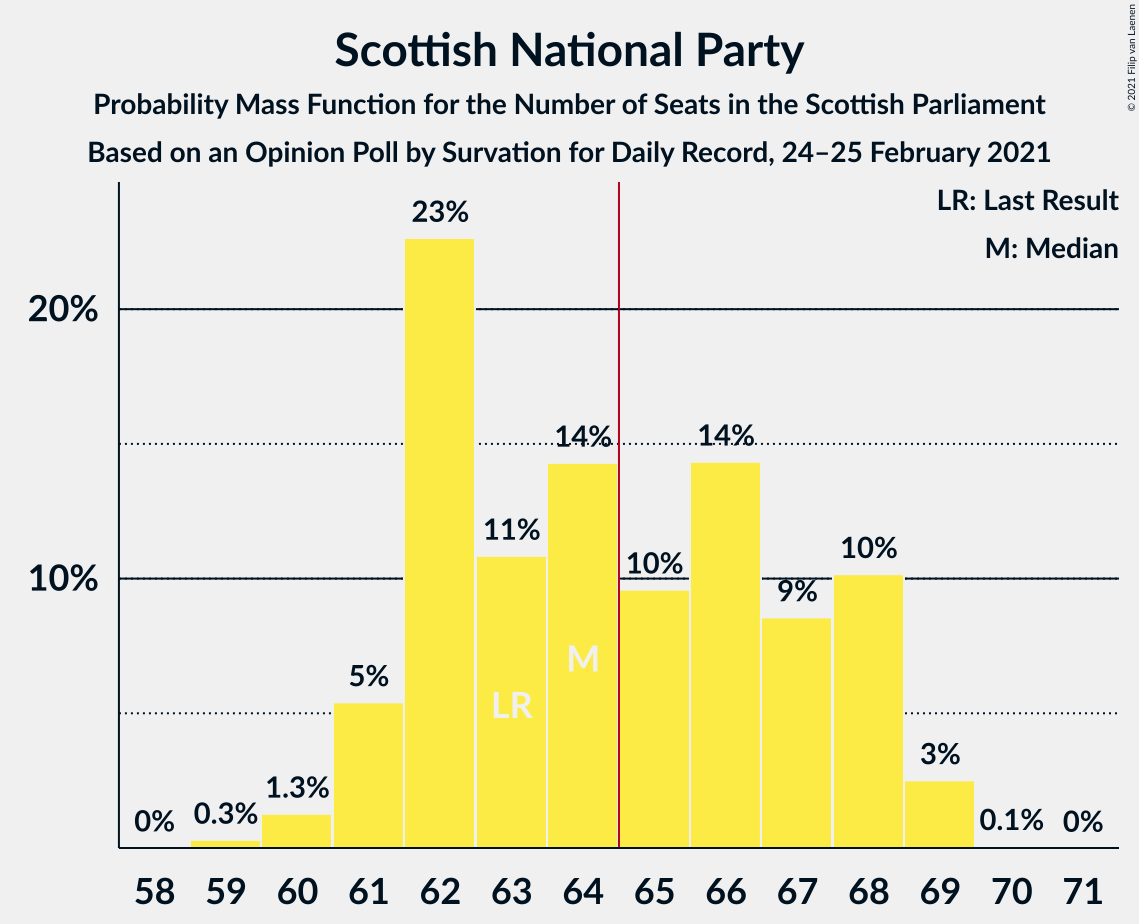 Scottish National Party
Probability Mass Function for the Number of Seats in the Scottish Parliament
Based on an Opinion Poll by Survation for Daily Record, 24–25 February 2021
© 2021 Filip van Laenen
LR: Last Result
M: Median
20%
10%
0%
0.3%
1.3%
5%
23%
11%
14%
10%
14%
9%
10%
3%
0.1%
0%
LR
M
58 59 60 61 62 63 64 65 66 67 68 69 70 71